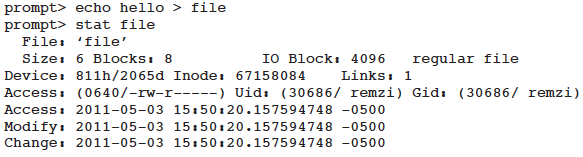 prompt> echo hello > file
prompt> stat file
File: ‘file’
Size: 6 Blocks: 8 IO Block: 4096 regular file
Device: 811h/2065d Inode: 67158084 Links: 1
Access: (0640/-rw-r-----) Uid: (30686/ remzi) Gid: (30686/ remzi)
Access: 2011-05-03 15:50:20.157594748 -0500
Modify: 2011-05-03 15:50:20.157594748 -0500
Change: 2011-05-03 15:50:20.157594748 -0500